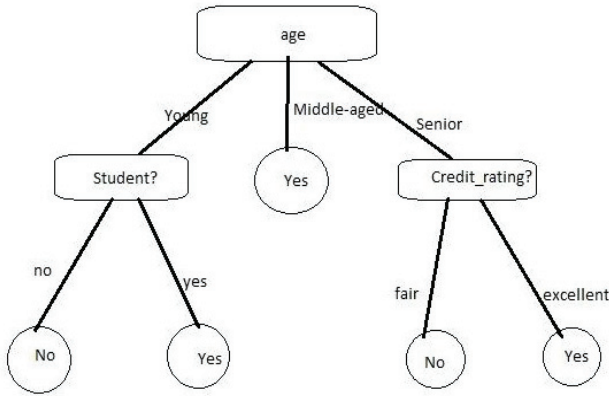 age
Young
Middle-aged
Senior
Student?
Yes
Credit_rating?
no
yes
fair
excellent
No
Yes
No
Yes